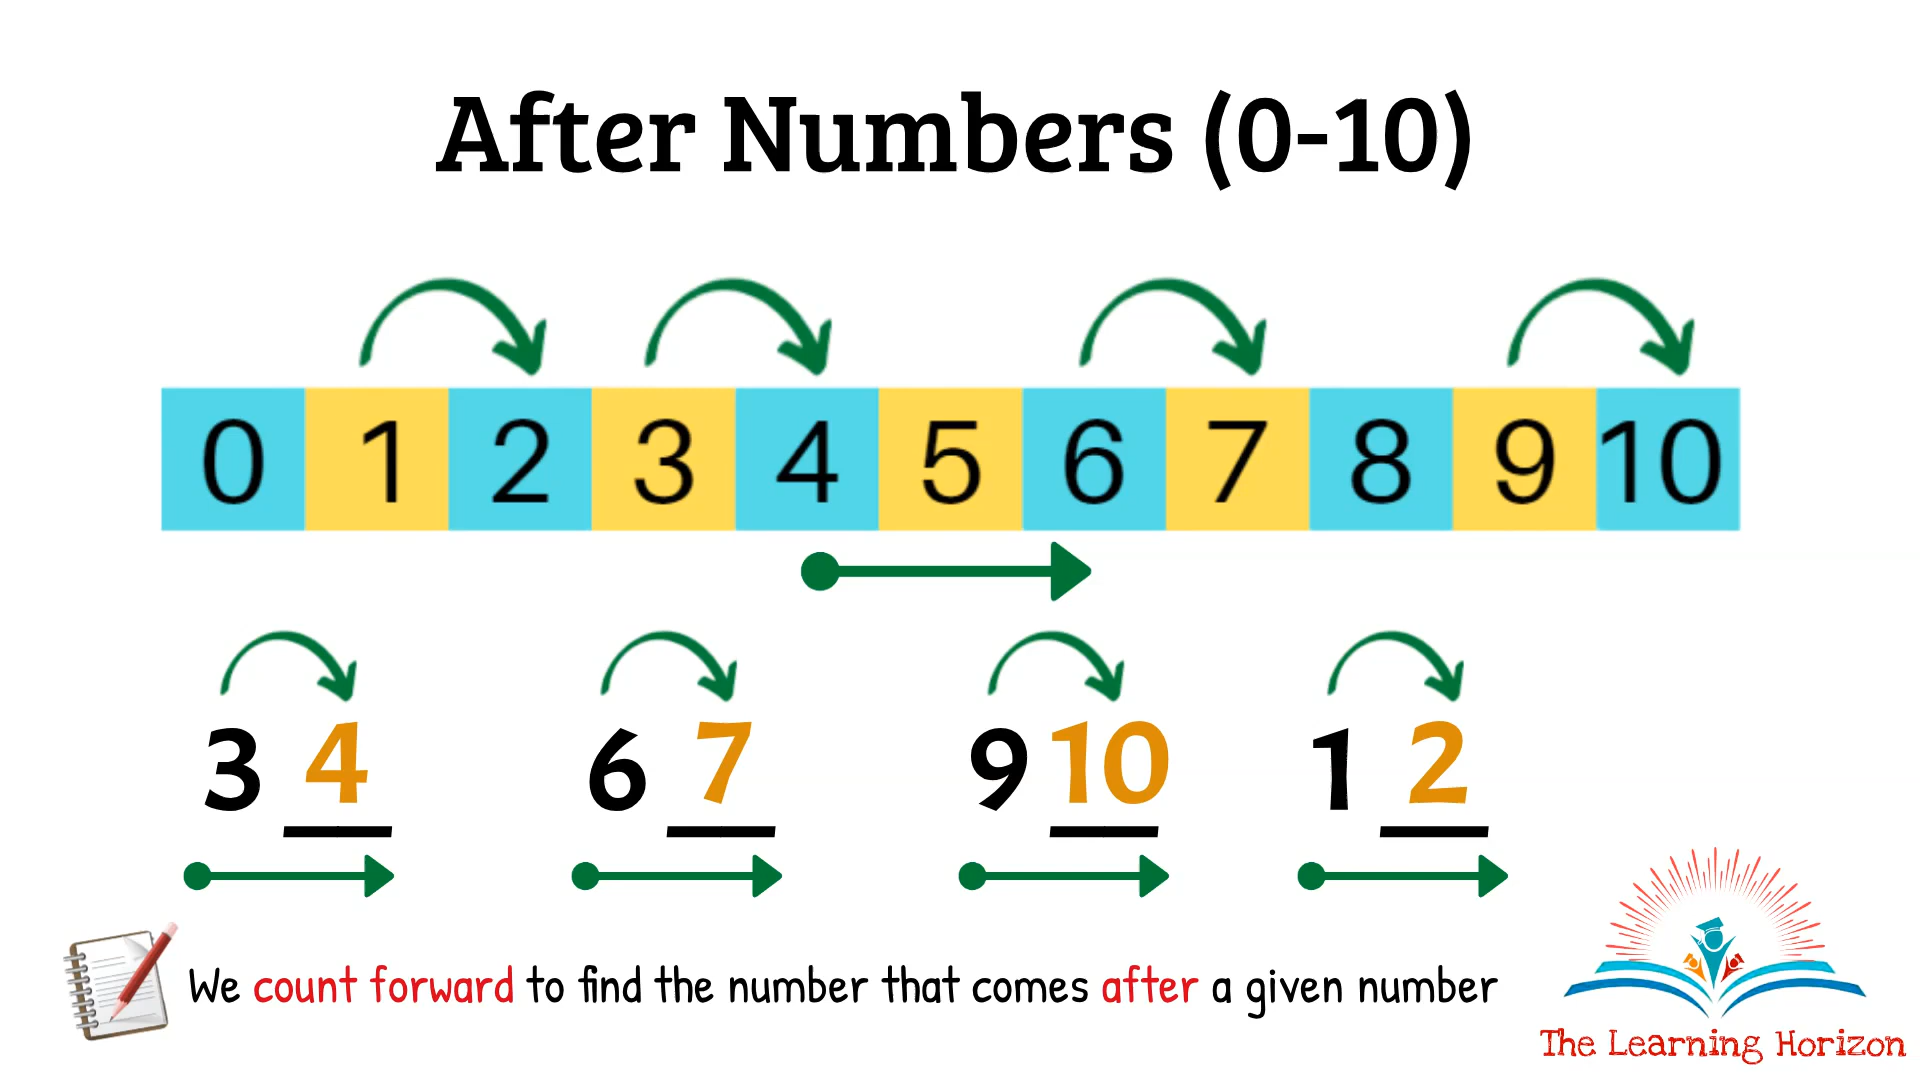 After Numbers (0-10)
0 1 2 3 4 5 6 7 8 9 10
3 4 6 7 9 10 1 2
We count forward to find the number that comes after a given number
The Learning Horizon